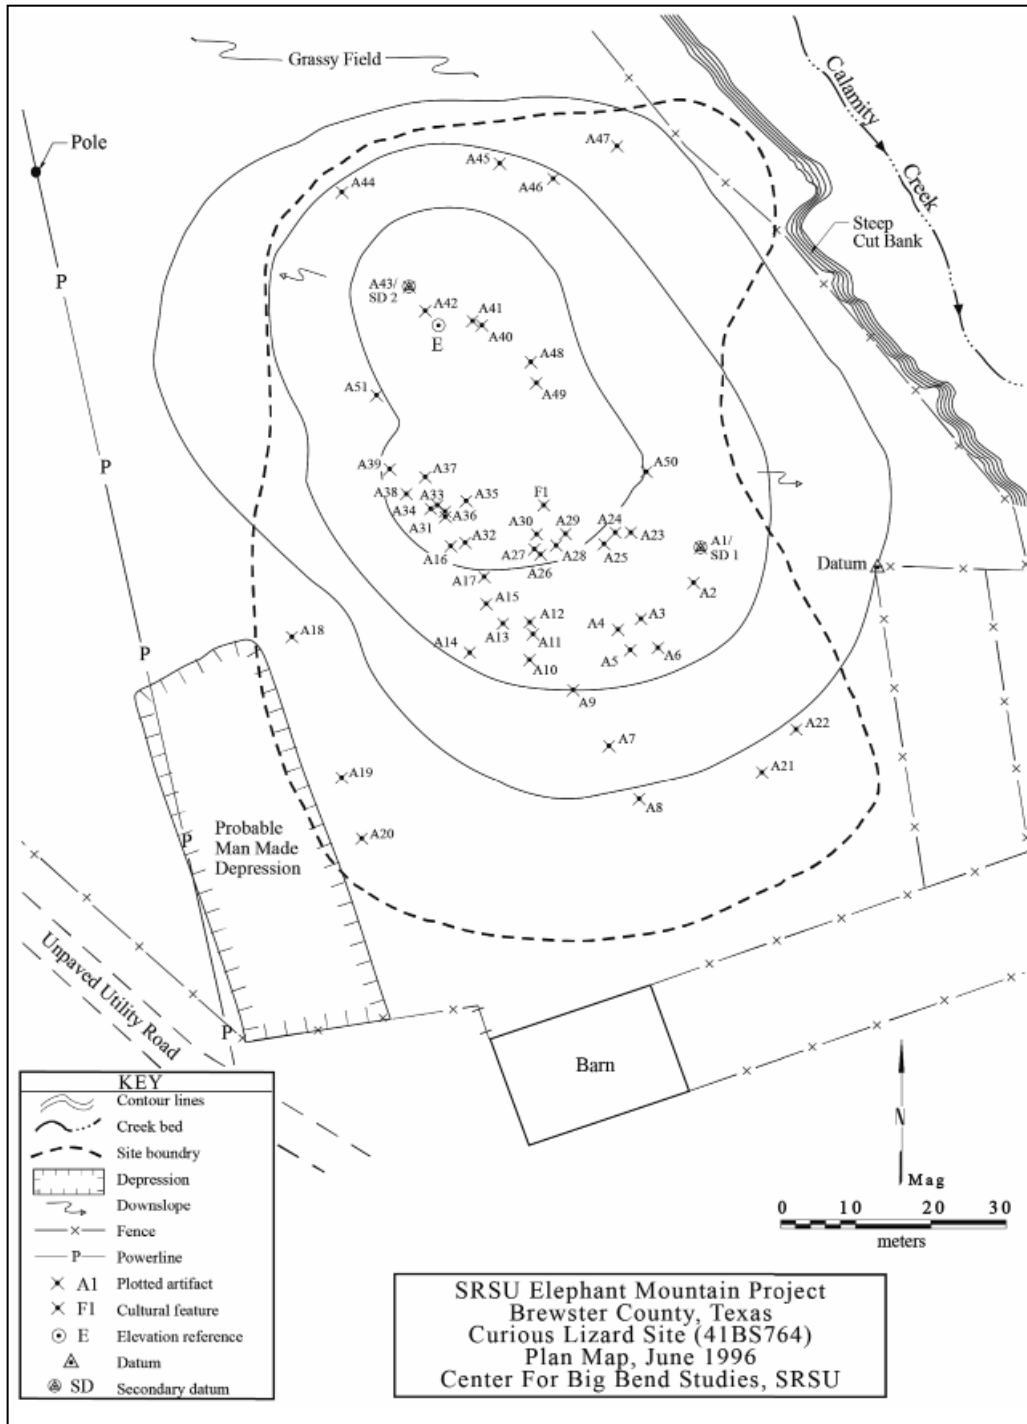 Grassy Field
Calamity
Creek
Pole
Steep
Cut Bank
A47
A45
A46
A44
A43/
SD 2
A42
A41
A40
E
A48
A49
A51
P
P
P
P
P
A39
A37
A38
A33
A35
A34
A36
A31
F1
A50
A30
A29
A24
A23
A32
A16
A27
A28
A25
A26
A1/
SD 1
Datum
A17
A2
A15
A12
A3
A13
A11
A4
A18
A14
A10
A5
A6
A9
A7
A22
A21
A19
A8
A20
Probable
Man Made
Depression
Unpaved Utility Road
Barn
N
Mag
0 10 20 30
meters
KEY
Contour lines
Creek bed
Site boundry
Depression
Downslope
Fence
P Powerline
A1 Plotted artifact
F1 Cultural feature
E Elevation reference
Datum
SD Secondary datum
SRSU Elephant Mountain Project
Brewster County, Texas
Curious Lizard Site (41BS764)
Plan Map, June 1996
Center For Big Bend Studies, SRSU